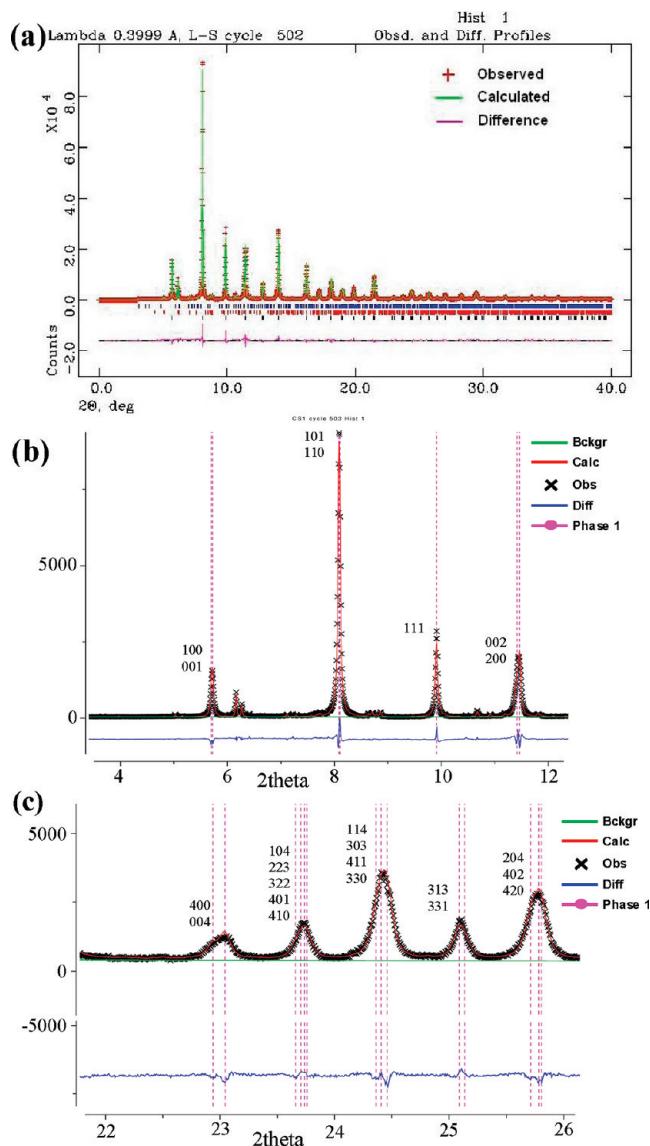 (a)
Hist 1
Lambda 0.3999 A, L-S cycle 502 Obsd. and Diff. Profiles
Observed
Calculated
Difference
X10 4
8.0
6.0
4.0
2.0
0.0
-2.0
Counts
0.0 10.0 20.0 30.0 40.0
2Θ, deg
CS1 cycle 503 Hist 1
(b)
101
110
Bckgr
Calc
Obs
Diff
Phase 1
5000
111
002
200
100
001
0
4 6 8 10 12
2theta
(c)
5000
114
303
411
330
104
223
322
401
410
204
402
420
313
331
400
004
Bckgr
Calc
Obs
Diff
Phase 1
0
-5000
22 23 24 25 26
2theta